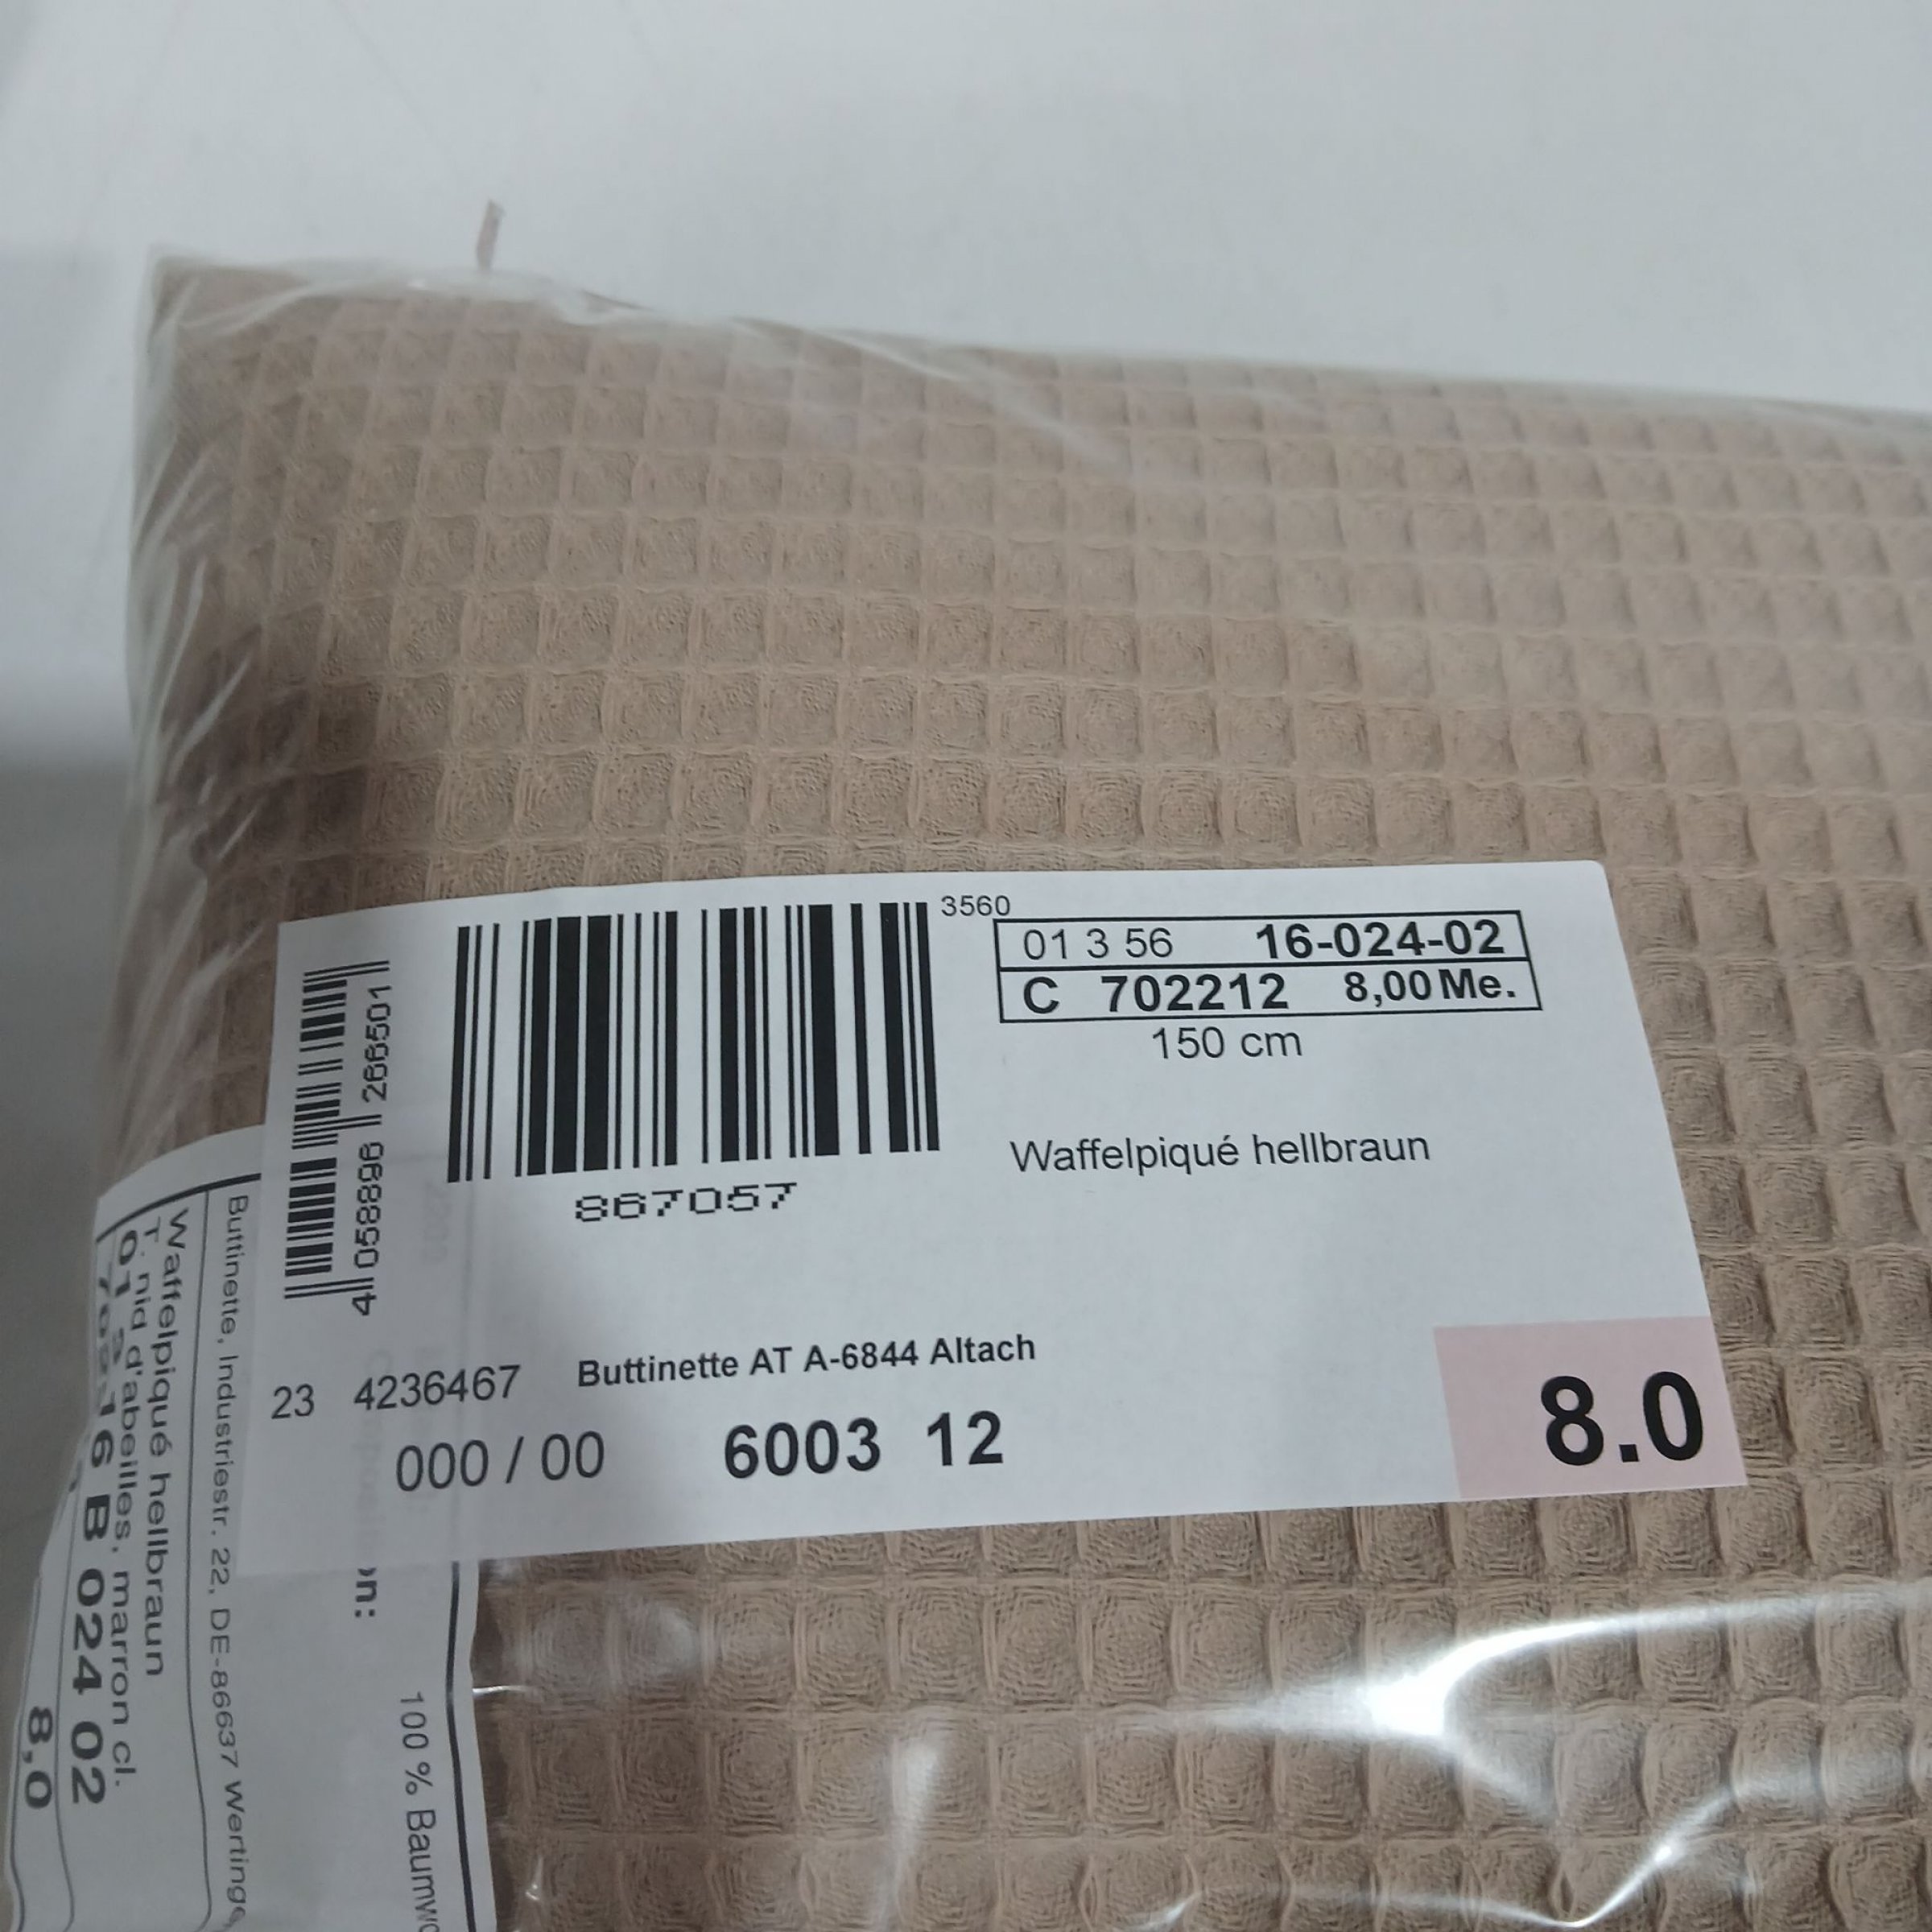 3560
01 3 56 16-024-02
C 702212 8,00 Me.
150 cm
Waffelpiqué hellbraun
867057
4 058896 266501
23 4236467 Buttinette AT A-6844 Altach
000 / 00 6003 12
8.0
Buttinette, Industriestr. 22, DE-86637
Waffelpiqué hellbraun
T. nid d'abeilles, marron cl.
B 024 02
8,0
100 %